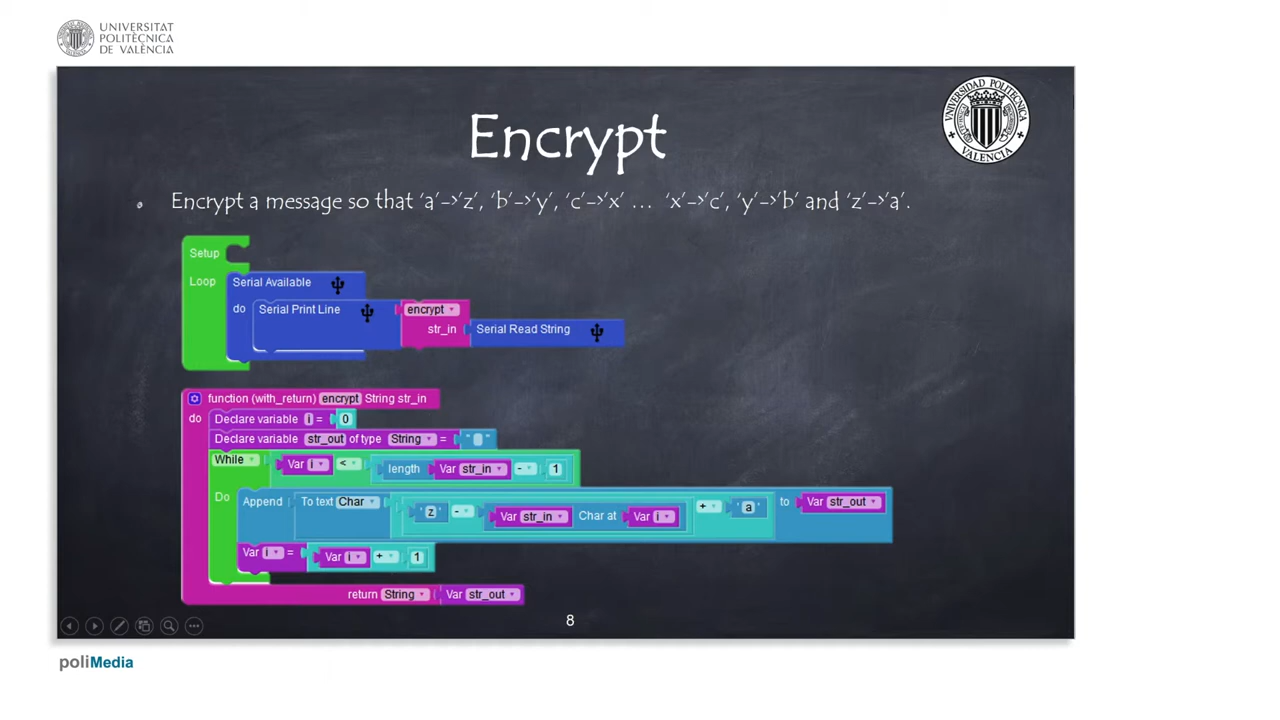 UNIVERSITAT
POLITÈCNICA
DE VALÈNCIA
UNIVERSIDAD POLITECNICA
VALENCIA
Encrypt
Encrypt a message so that ‘a’->’z’, ‘b’->’y’, ‘c’->’x’ … ‘x’->’c’, ‘y’->’b’ and ‘z’->’a’.
Setup
Loop
Serial Available
do
Serial Print Line
encrypt
str_in
Serial Read String
function (with_return) encrypt String str_in
do
Declare variable i = 0
Declare variable str_out of type String = " "
While Var i < length Var str_in - 1
Do
Append To text Char ' z ' - Var str_in Char at Var i + ' a ' to Var str_out
Var i = Var i + 1
return String Var str_out
8
poliMedia